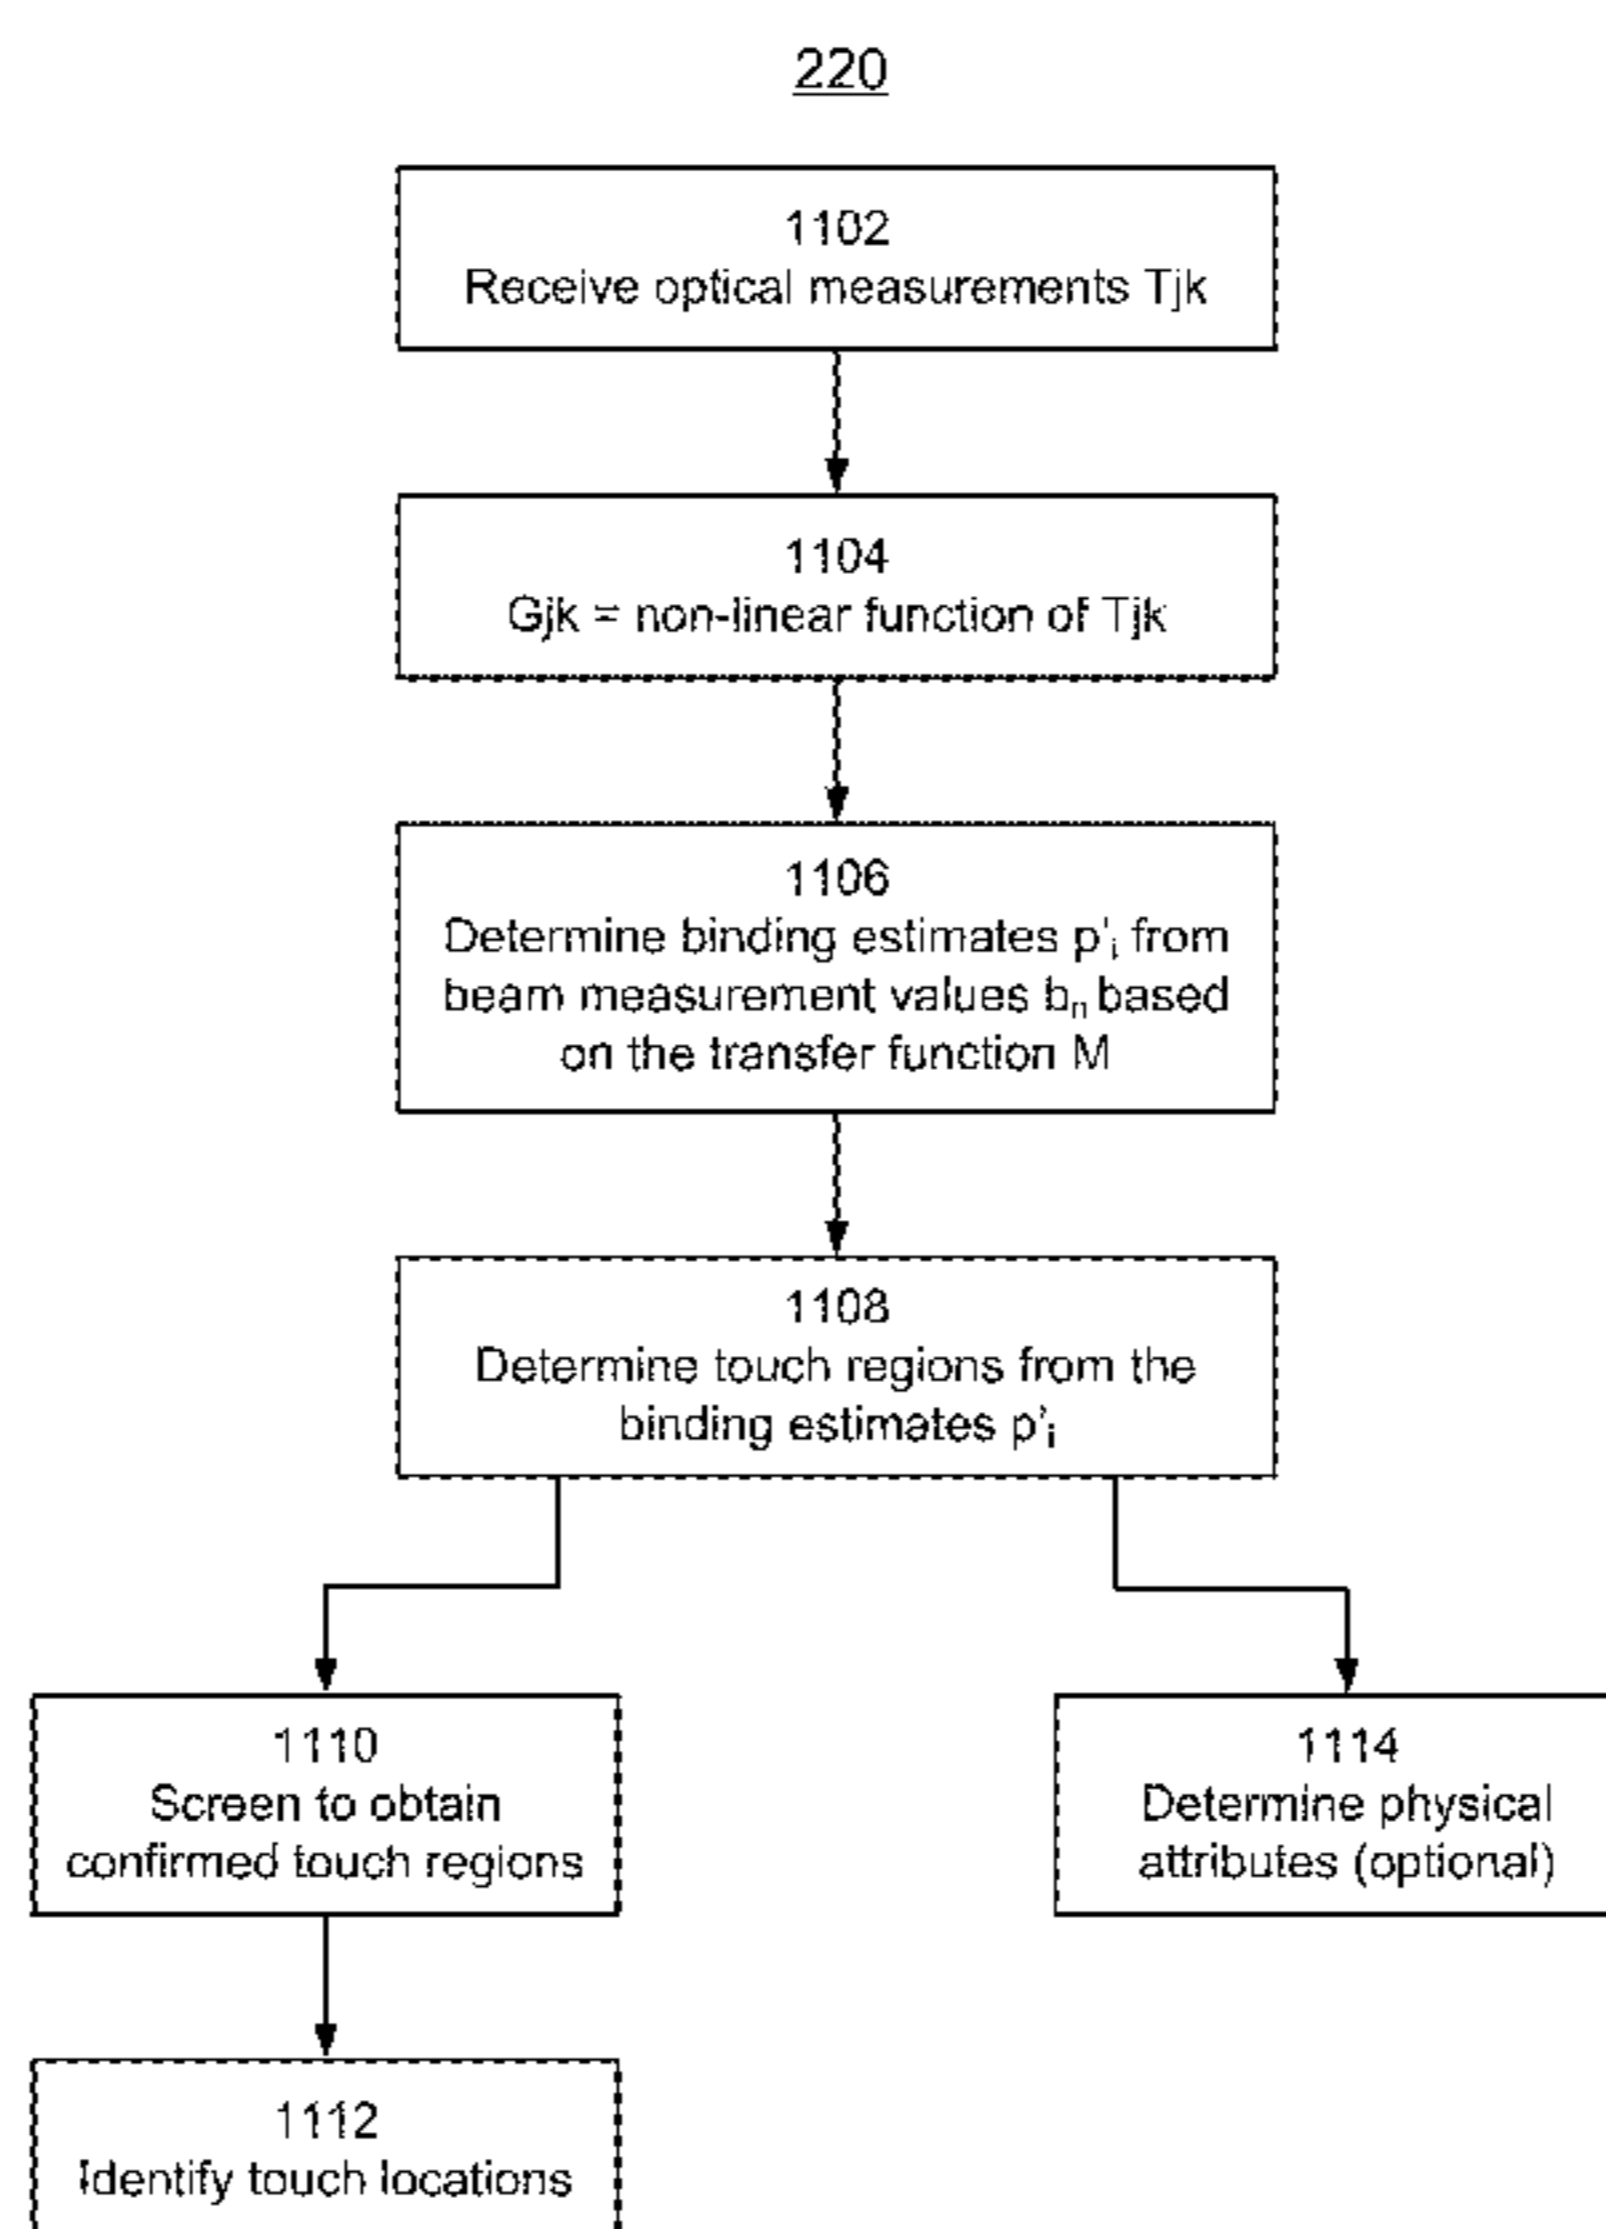 220
1102
Receive optical measurements Tjk
1104
Gjk = non-linear function of Tjk
1106
Determine binding estimates p'i from
beam measurement values bn based
on the transfer function M
1108
Determine touch regions from the
binding estimates p'i
1110
Screen to obtain
confirmed touch regions
1114
Determine physical
attributes (optional)
1112
Identify touch locations